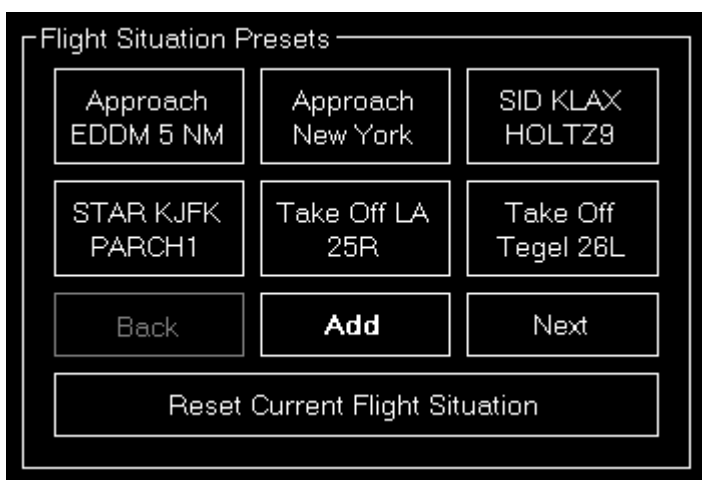 Flight Situation Presets
Approach
EDDM 5 NM
Approach
New York
SID KLAX
HOLTZ9
STAR KJFK
PARCH1
Take Off LA
25R
Take Off
Tegel 26L
Back
Add
Next
Reset Current Flight Situation